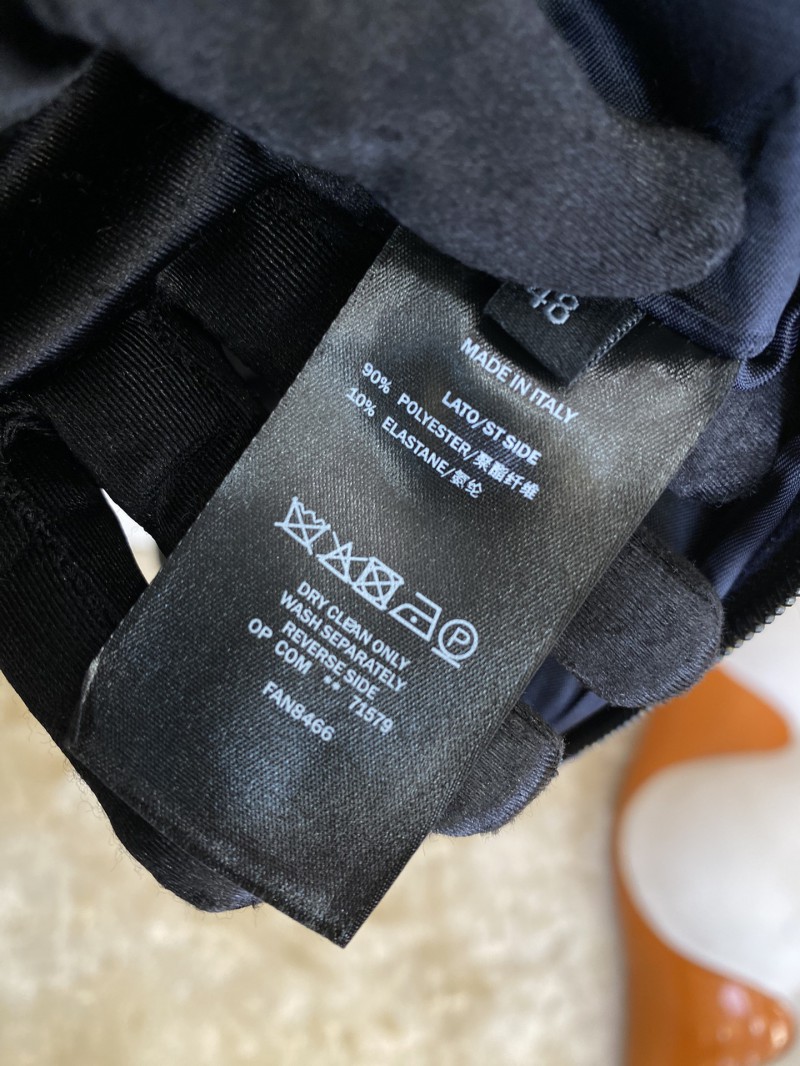 48
MADE IN ITALY
LATO/ST SIDE
90% POLYESTER/聚酯纤维
10% ELASTANE/氨纶
P
DRY CLEAN ONLY
WASH SEPARATELY
REVERSE SIDE
OP COM ** 71579
FAN8466